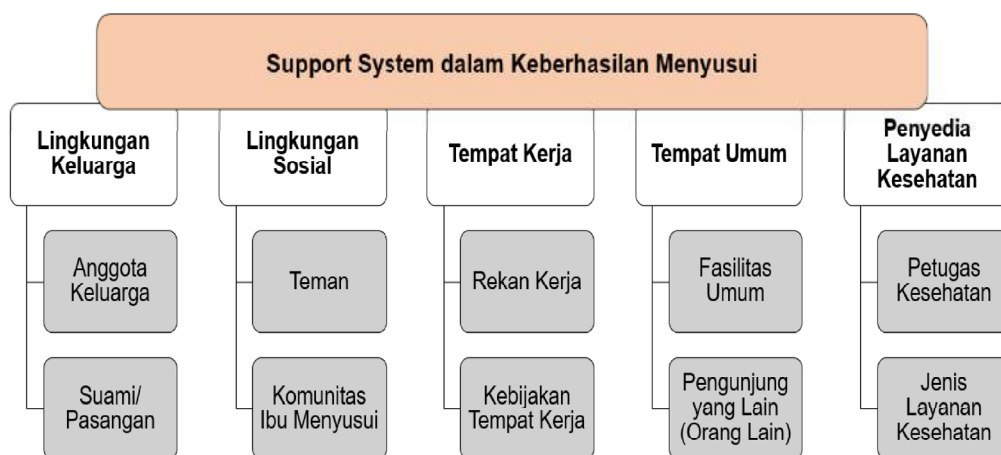 Support System dalam Keberhasilan Menyusui
Lingkungan
Keluarga
Lingkungan
Sosial
Tempat Kerja
Tempat Umum
Penyedia
Layanan
Kesehatan
Anggota
Keluarga
Teman
Rekan Kerja
Fasilitas
Umum
Petugas
Kesehatan
Suami/
Pasangan
Komunitas
Ibu Menyusui
Kebijakan
Tempat Kerja
Pengunjung
yang Lain
(Orang Lain)
Jenis
Layanan
Kesehatan